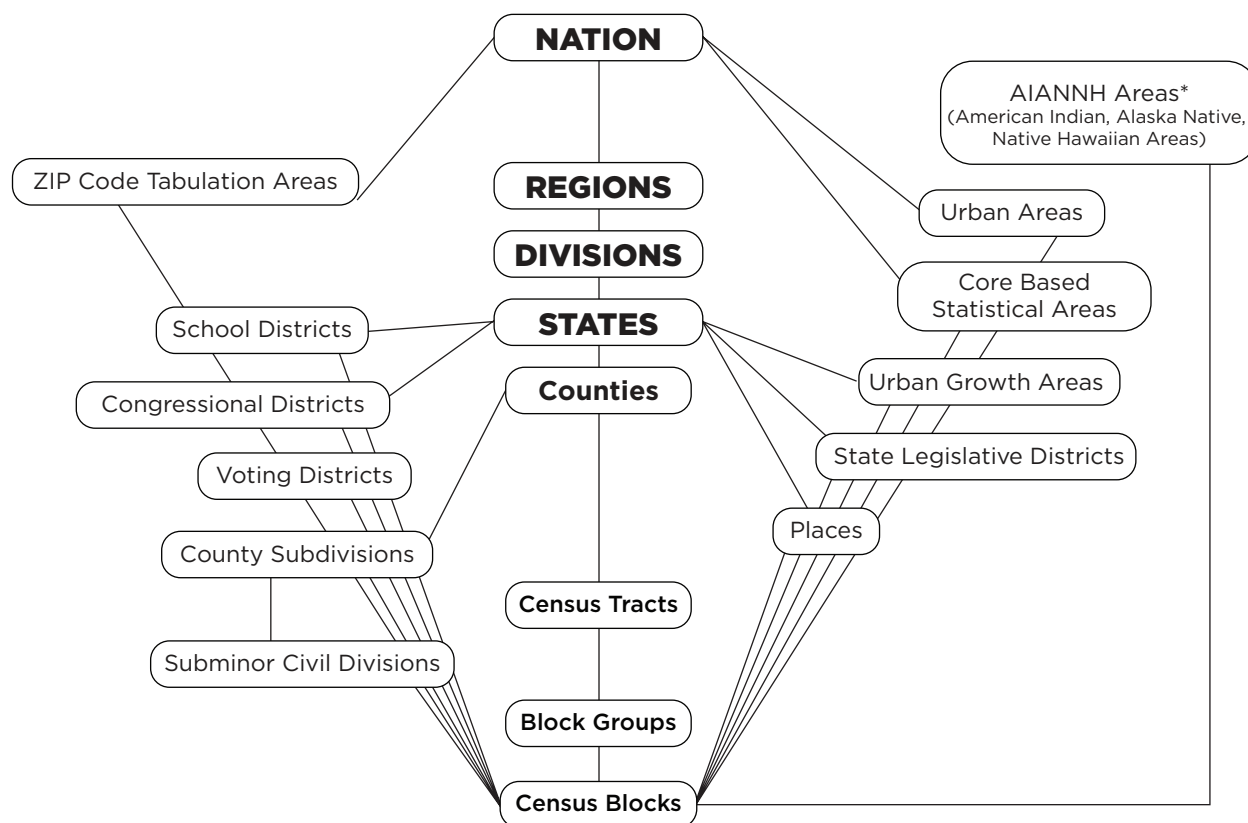 NATION
AIANNH Areas*
(American Indian, Alaska Native,
Native Hawaiian Areas)
ZIP Code Tabulation Areas
REGIONS
Urban Areas
DIVISIONS
Core Based
Statistical Areas
School Districts
STATES
Congressional Districts
Counties
Urban Growth Areas
Voting Districts
State Legislative Districts
County Subdivisions
Places
Census Tracts
Subminor Civil Divisions
Block Groups
Census Blocks